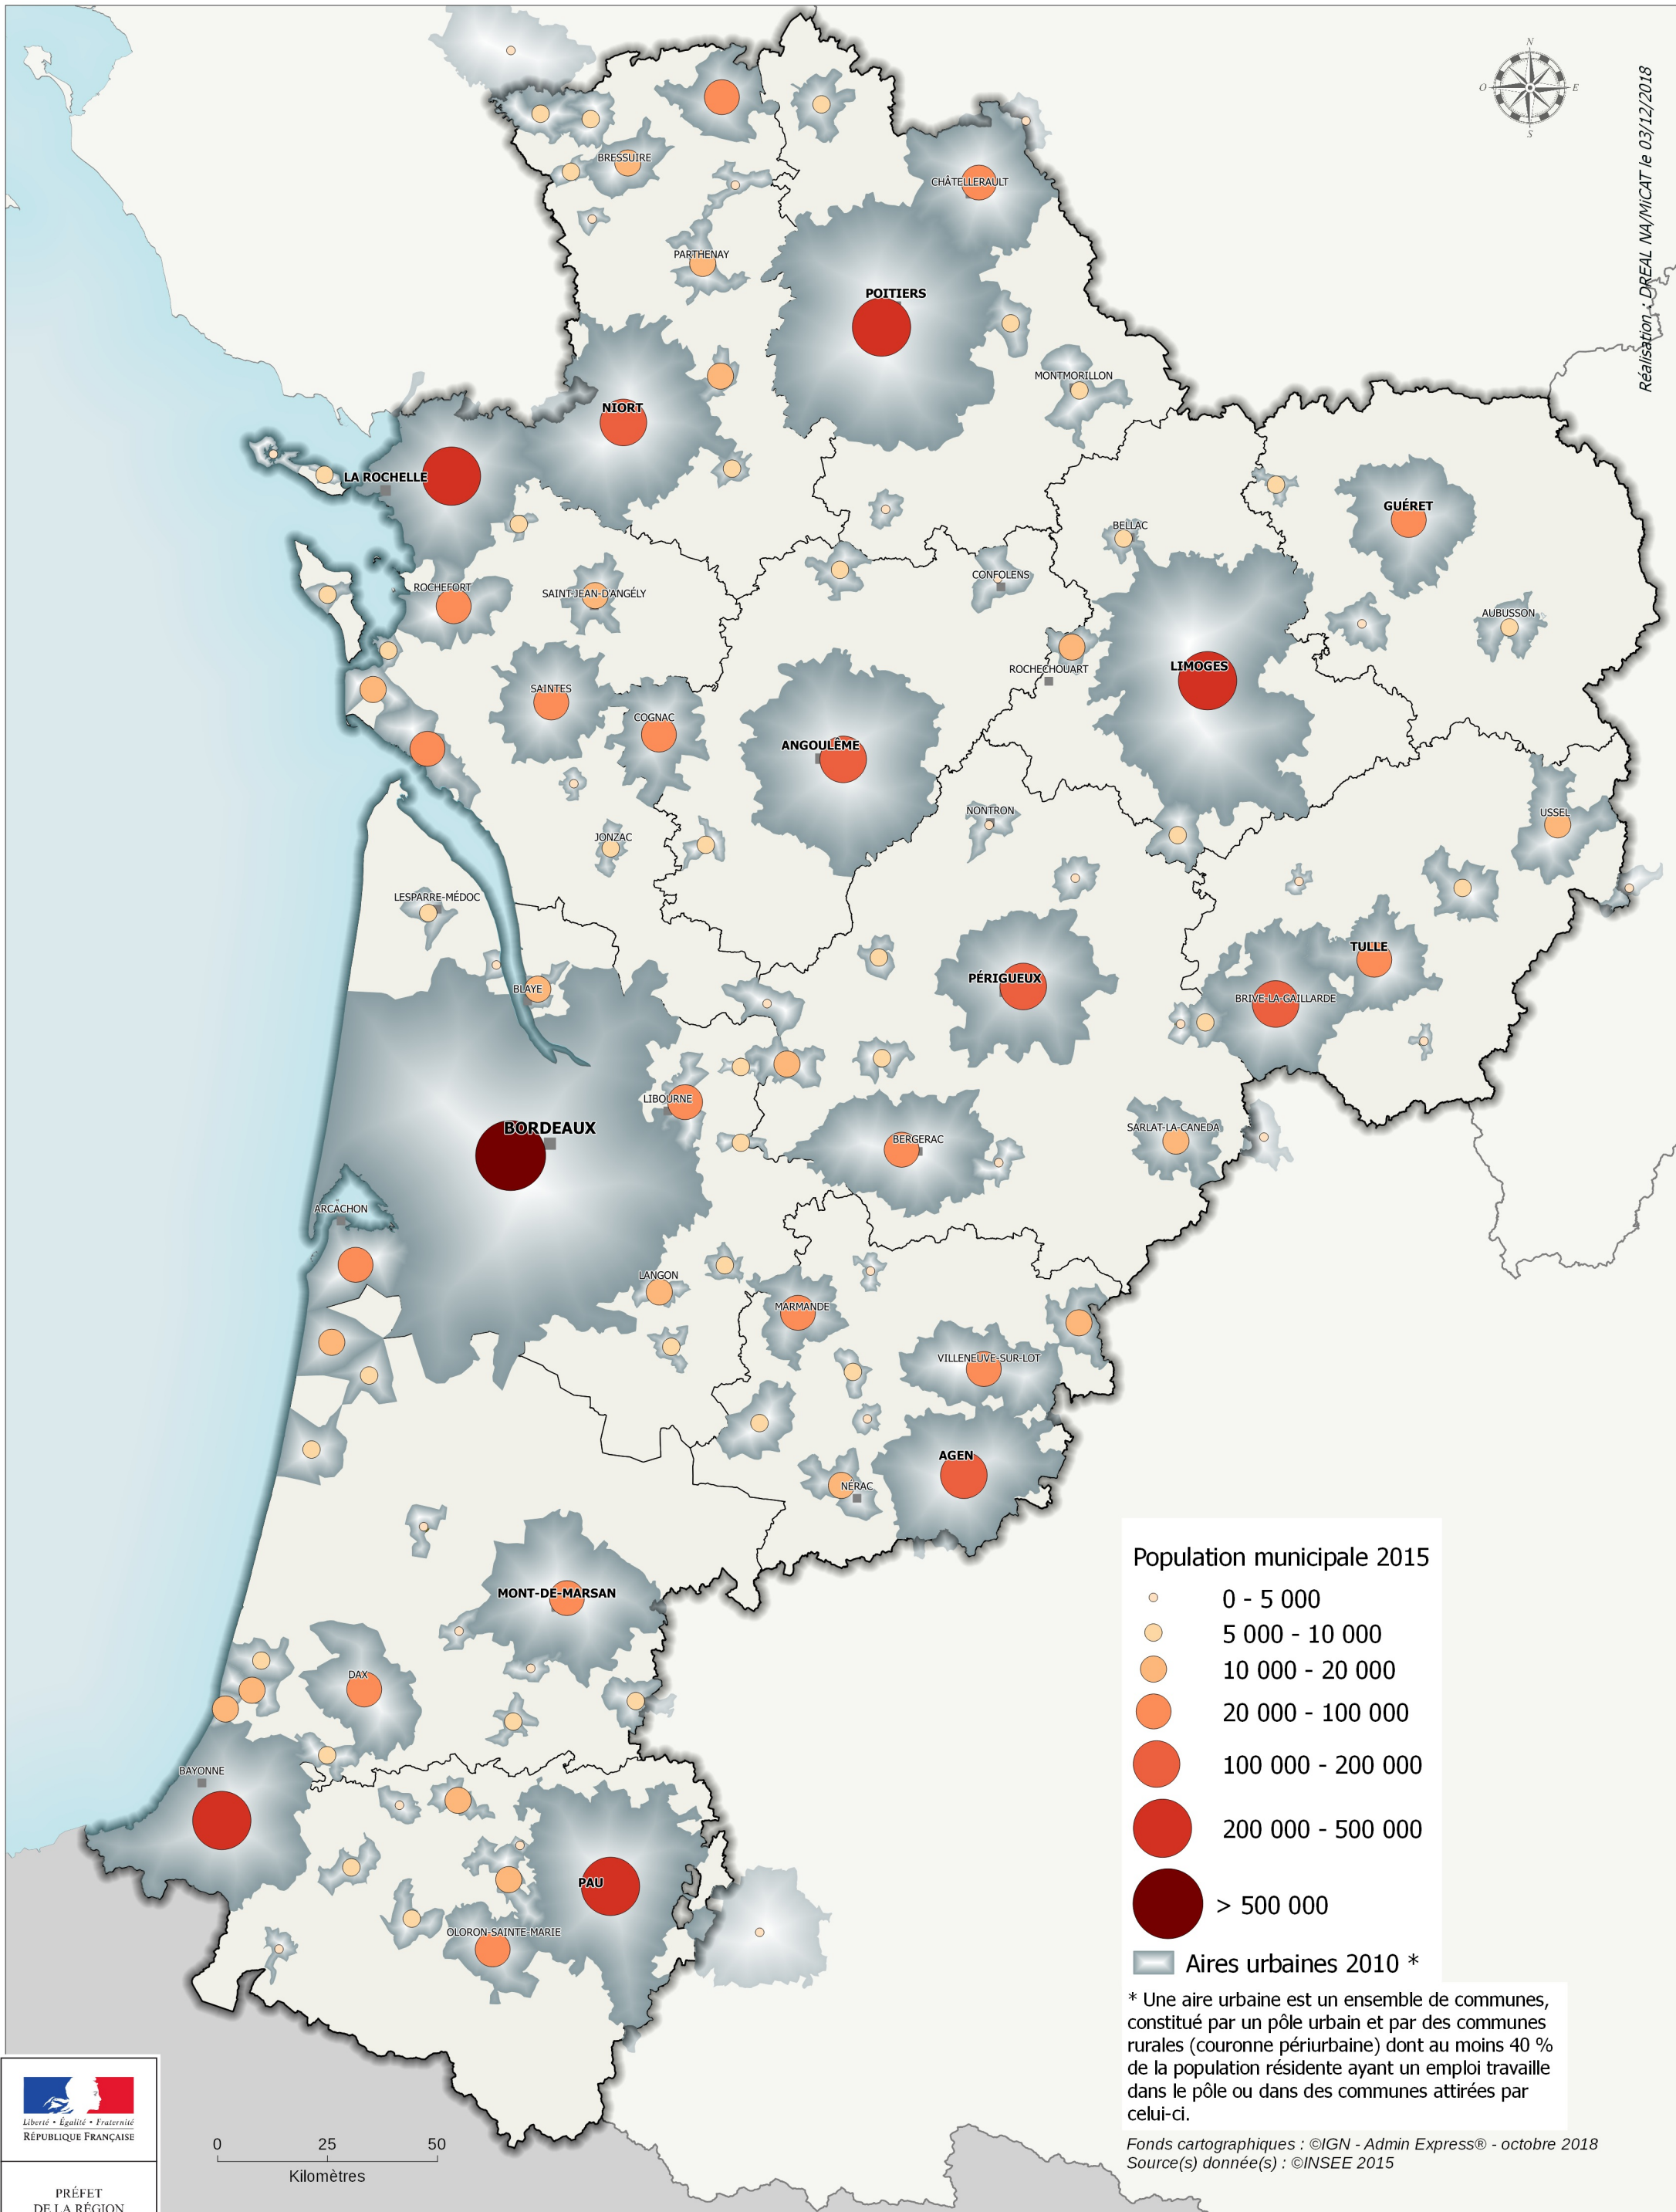 N
O
E
S
Réalisation : DREAL NA/MiCAT le 03/12/2018
BRESSUIRE
CHÂTELLERAULT
PARTHENAY
POITIERS
MONTMORILLON
NIORT
LA ROCHELLE
GUÉRET
BELLAC
CONFOLENS
ROCHEFORT
SAINT-JEAN-D'ANGÉLY
AUBUSSON
ROCHECHOUART
LIMOGES
SAINTES
COGNAC
ANGOULÊME
NONTRON
USSEL
JONZAC
LESPARRE-MÉDOC
TULLE
PÉRIGUEUX
BLAYE
BRIVE-LA-GAILLARDE
LIBOURNE
BORDEAUX
SARLAT-LA-CANEDA
BERGERAC
ARCACHON
LANGON
MARMANDE
VILLENEUVE-SUR-LOT
AGEN
NÉRAC
MONT-DE-MARSAN
DAX
BAYONNE
PAU
OLORON-SAINTE-MARIE
Population municipale 2015
0 - 5 000
5 000 - 10 000
10 000 - 20 000
20 000 - 100 000
100 000 - 200 000
200 000 - 500 000
> 500 000
Aires urbaines 2010 *
* Une aire urbaine est un ensemble de communes,
constitué par un pôle urbain et par des communes
rurales (couronne périurbaine) dont au moins 40 %
de la population résidente ayant un emploi travaille
dans le pôle ou dans des communes attirées par
celui-ci.
Fonds cartographiques : ©IGN - Admin Express® - octobre 2018
Source(s) donnée(s) : ©INSEE 2015
0 25 50
Kilomètres
Liberté • Égalité • Fraternité
RÉPUBLIQUE FRANÇAISE
PRÉFET
DE LA RÉGION